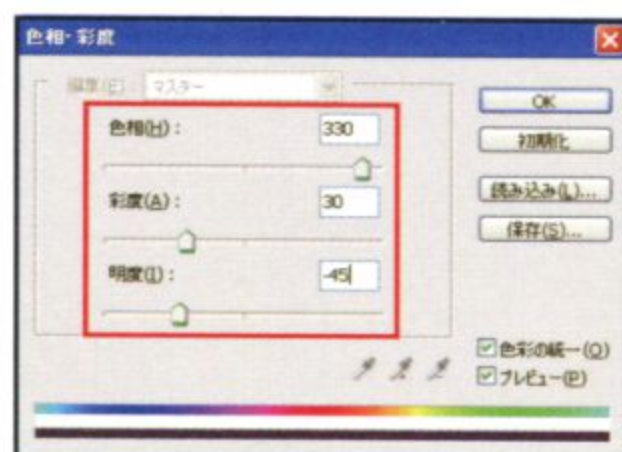 色相・彩度
編集(E): マスター
色相(H): 330
彩度(A): 30
明度(I): -45
OK
初期化
読み込み(L)...
保存(S)...
色彩の統一(O)
プレビュー(P)